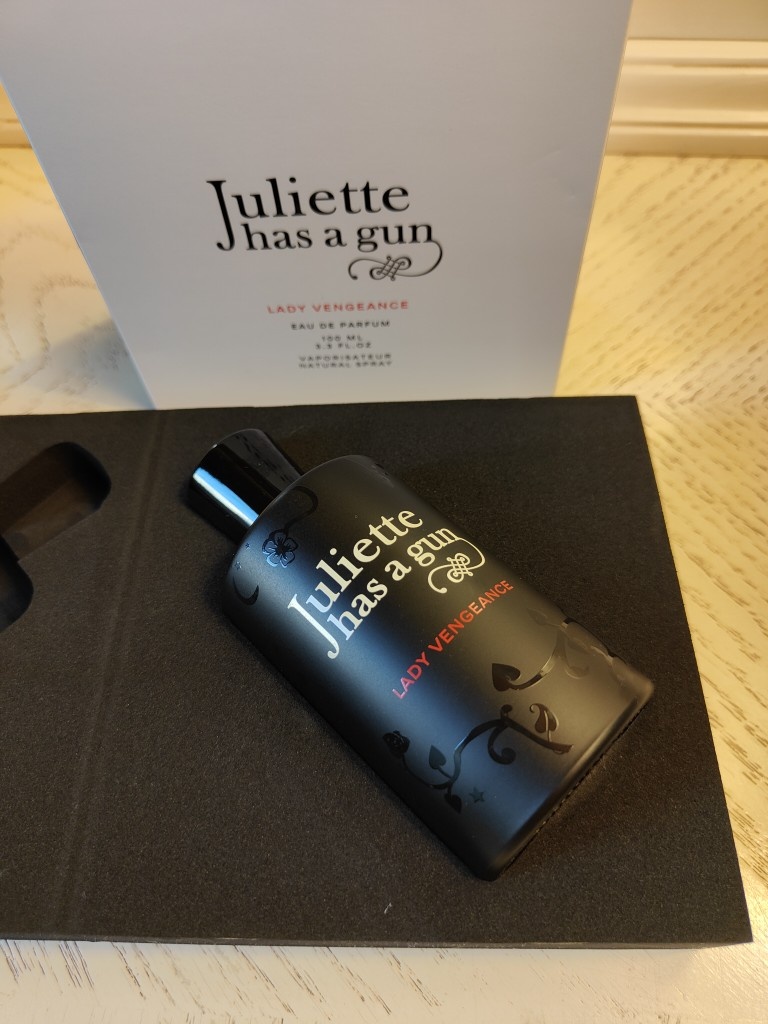 Juliette
has a gun
LADY VENGEANCE
EAU DE PARFUM
100 ML
3.3 FL.OZ
VAPORISATEUR
NATURAL SPRAY
Juliette
has a gun
LADY VENGEANCE